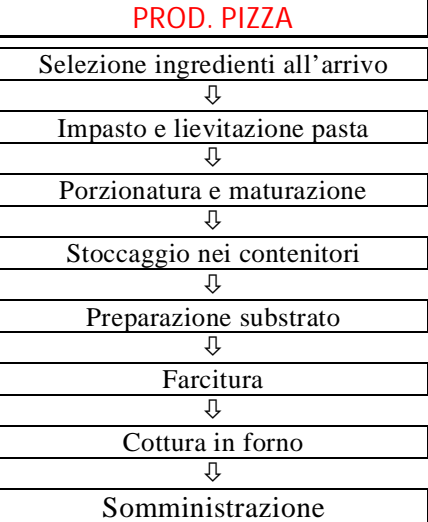 PROD. PIZZA
Selezione ingredienti all'arrivo
⇩
Impasto e lievitazione pasta
⇩
Porzionatura e maturazione
⇩
Stoccaggio nei contenitori
⇩
Preparazione substrato
⇩
Farcitura
⇩
Cottura in forno
⇩
Somministrazione